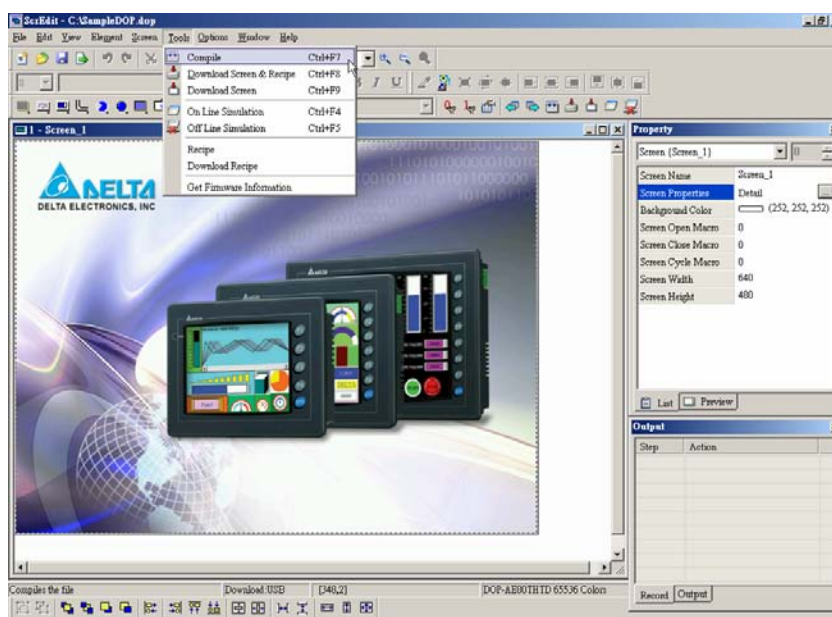 ScrEdit - C:\SampleDOP.dop
File Edit View Element Screen Tools Options Window Help
Compile Ctrl+F7
Download Screen & Recipe Ctrl+F8
Download Screen Ctrl+F9
On Line Simulation Ctrl+F4
Off Line Simulation Ctrl+F5
Recipe
Download Recipe
Get Firmware Information
1 - Screen_1
DELTA
DELTA ELECTRONICS, INC
Property
Screen {Screen_1}
0
Screen Name Screen_1
Screen Properties Detail
Background Color (252, 252, 252)
Screen Open Macro 0
Screen Close Macro 0
Screen Cycle Macro 0
Screen Width 640
Screen Height 480
List Preview
Output
Step Action
Record Output
Compiles the file Download:USB [348,2] DOP-AE80THTD 65536 Colors